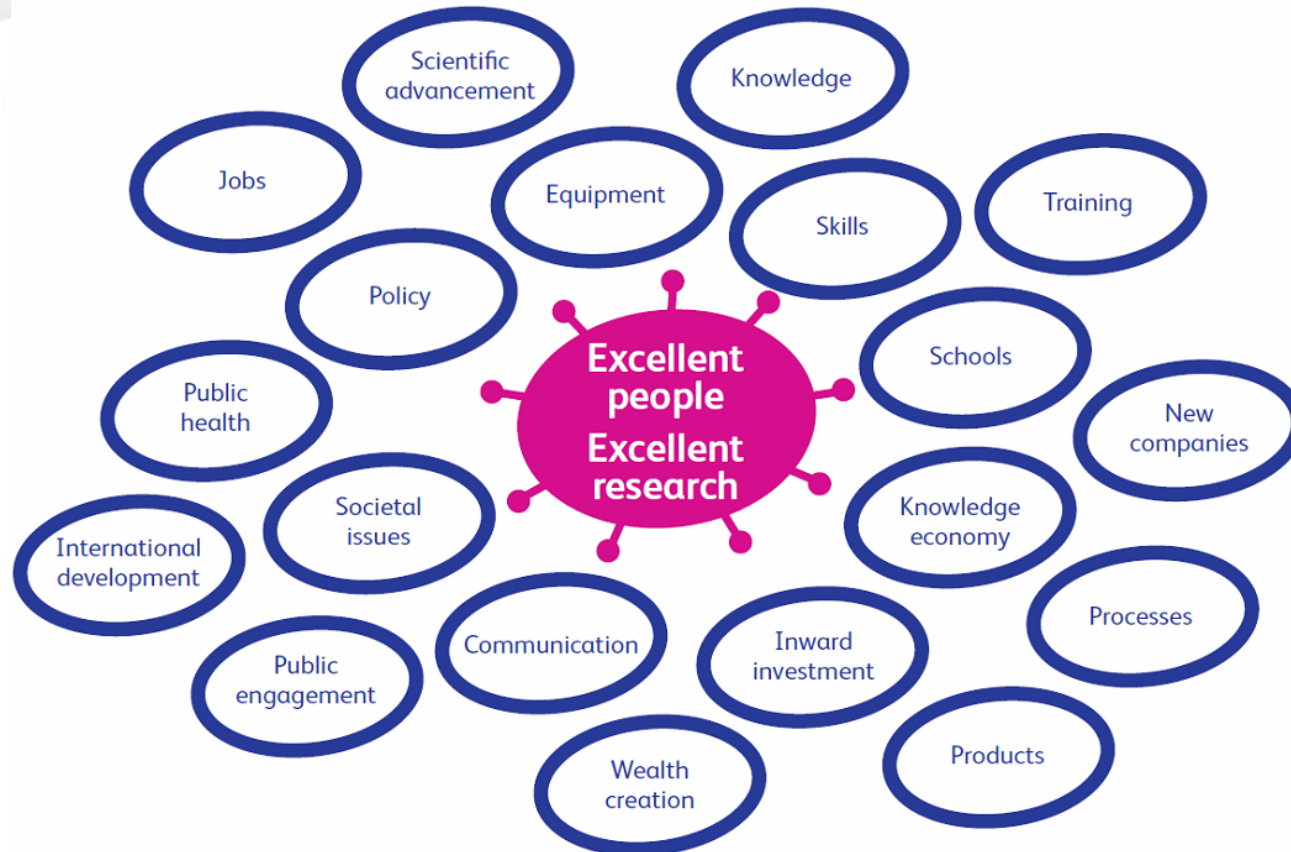 Scientific
advancement
Knowledge
Jobs
Equipment
Skills
Training
Policy
Excellent
people
Excellent
research
Schools
Public
health
New
companies
Societal
issues
Knowledge
economy
International
development
Processes
Communication
Inward
investment
Public
engagement
Products
Wealth
creation